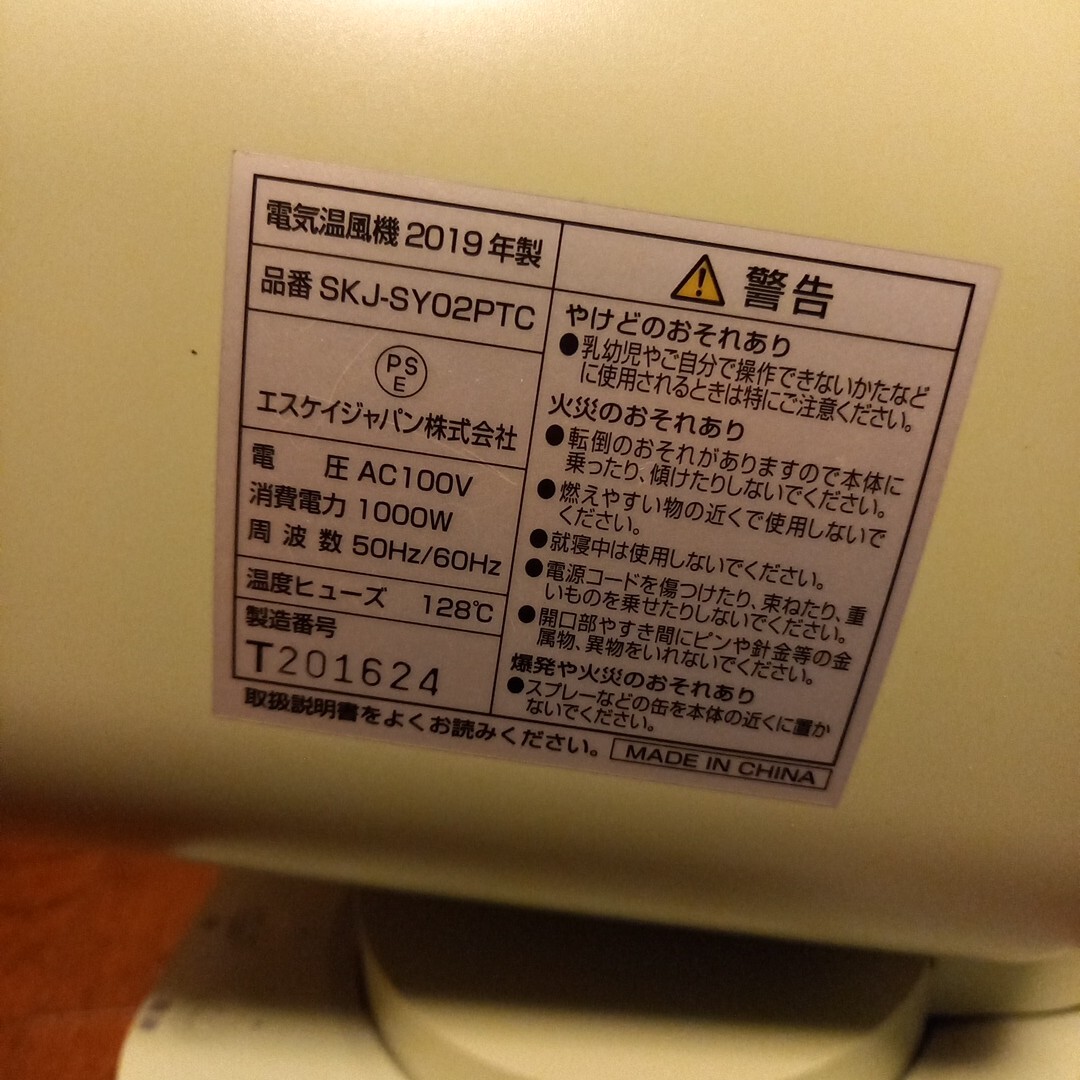 電気温風機 2019年製
品番 SKJ-SY02PTC
PS
E
エスケイジャパン株式会社
電 圧 AC100V
消費電力 1000W
周波数 50Hz/60Hz
温度ヒューズ 128℃
製造番号
T201624
警告
やけどのおそれあり
●乳幼児やご自分で操作できないかたなど
に使用されるときは特にご注意ください。
火災のおそれあり
●転倒のおそれがありますので本体に
乗ったり、傾けたりしないでください。
●燃えやすい物の近くで使用しないで
ください。
●就寝中は使用しないでください。
●電源コードを傷つけたり、束ねたり、重
いものを乗せたりしないでください。
●開口部やすき間にピンや針金等の金
属物、異物をいれないでください。
爆発や火災のおそれあり
●スプレーなどの缶を本体の近くに置か
ないでください。
取扱説明書をよくお読みください。
MADE IN CHINA